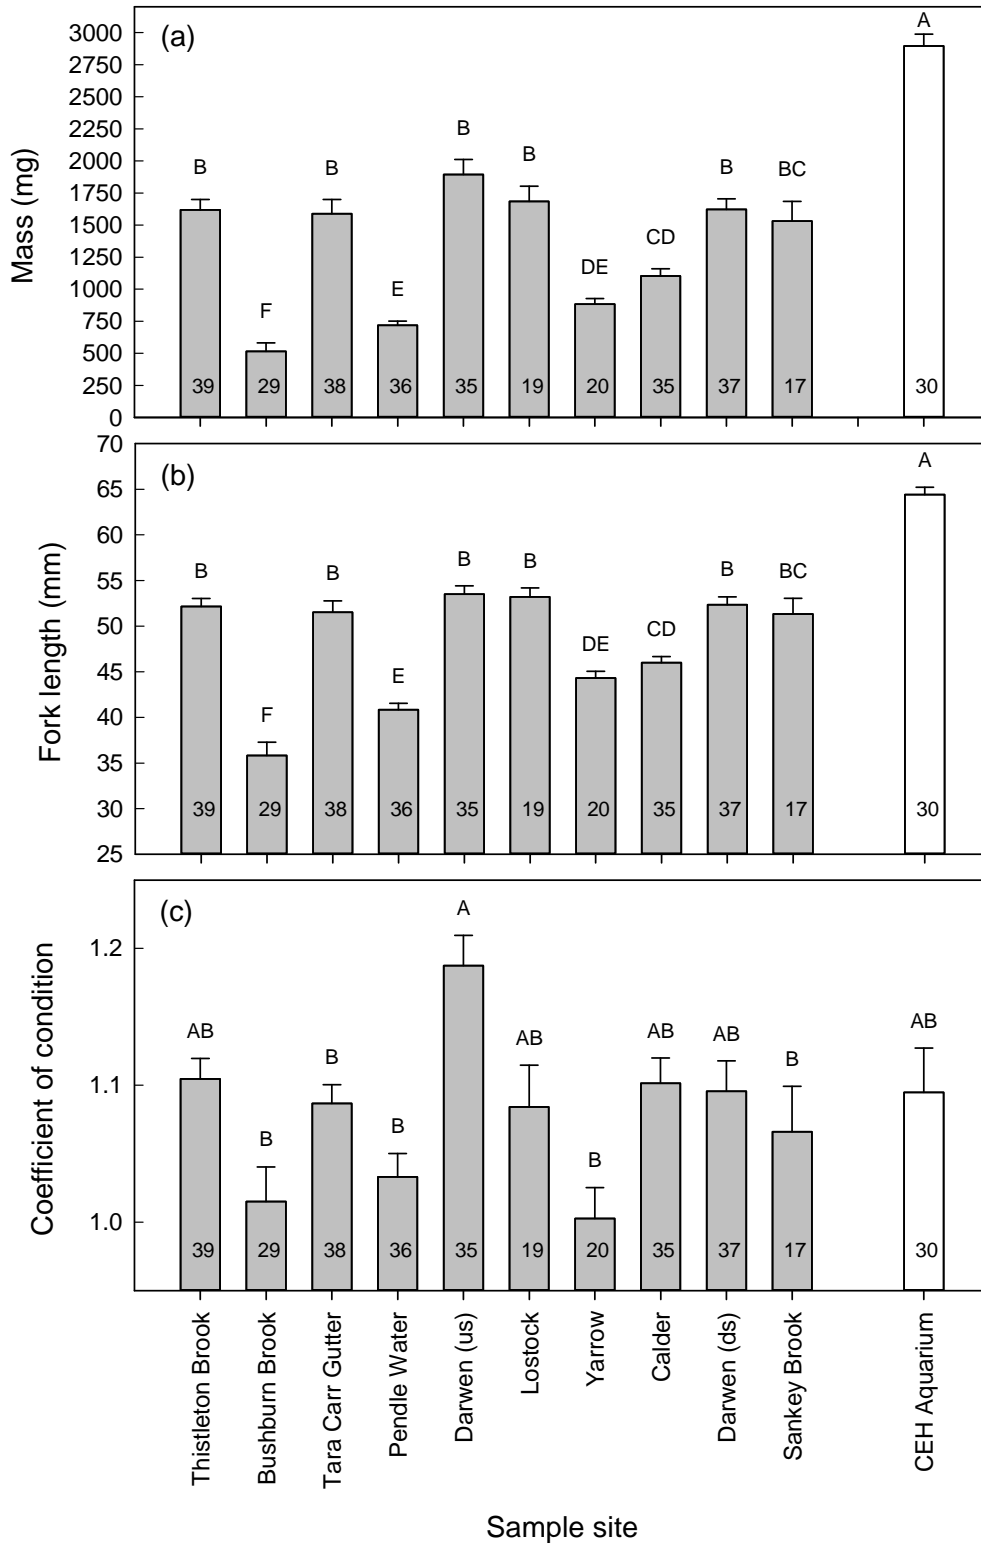 (a)
Mass (mg)
3000
2750
2500
2250
2000
1750
1500
1250
1000
750
500
250
0
B F B E B B DE CD B BC A
39 29 38 36 35 19 20 35 37 17 30
(b)
Fork length (mm)
70
65
60
55
50
45
40
35
30
25
B F B E B B DE CD B BC A
39 29 38 36 35 19 20 35 37 17 30
(c)
Coefficient of condition
1.2
1.1
1.0
AB B B B A AB B AB AB B AB
39 29 38 36 35 19 20 35 37 17 30
Thistleton Brook
Bushburn Brook
Tara Carr Gutter
Pendle Water
Darwen (us)
Lostock
Yarrow
Calder
Darwen (ds)
Sankey Brook
CEH Aquarium
Sample site